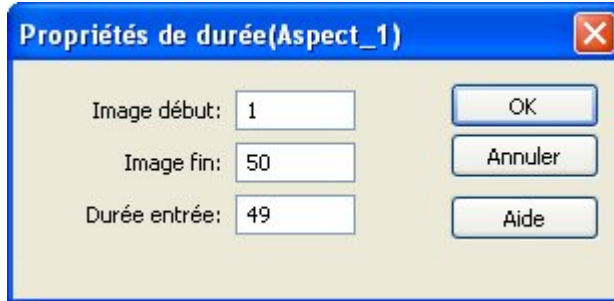 Propriétés de durée(Aspect_1)
Image début: 1
OK
Image fin: 50
Annuler
Durée entrée: 49
Aide